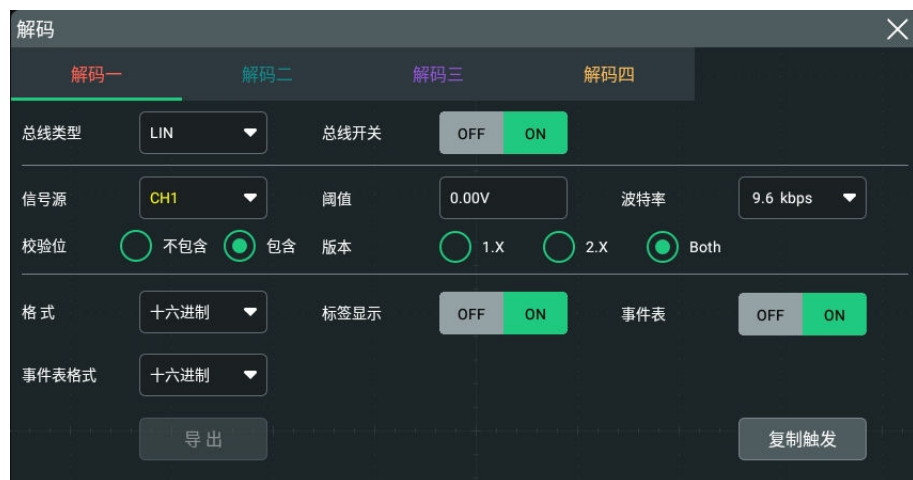 解码
解码一 解码二 解码三 解码四
总线类型 LIN 总线开关 OFF ON
信号源 CH1 阈值 0.00V 波特率 9.6 kbps
校验位 不包含 包含 版本 1.X 2.X Both
格式 十六进制 标签显示 OFF ON 事件表 OFF ON
事件表格式 十六进制
导出 复制触发